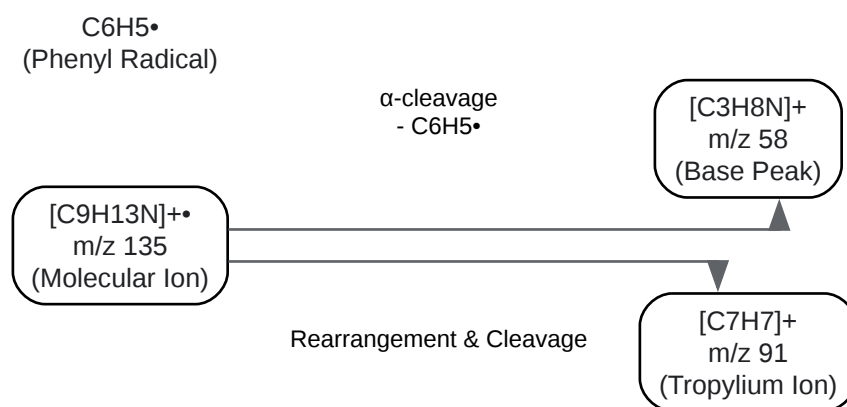 C6H5•
(Phenyl Radical)
α-cleavage
- C6H5•
[C3H8N]+
m/z 58
(Base Peak)
[C9H13N]+•
m/z 135
(Molecular Ion)
Rearrangement & Cleavage
[C7H7]+
m/z 91
(Tropylium Ion)